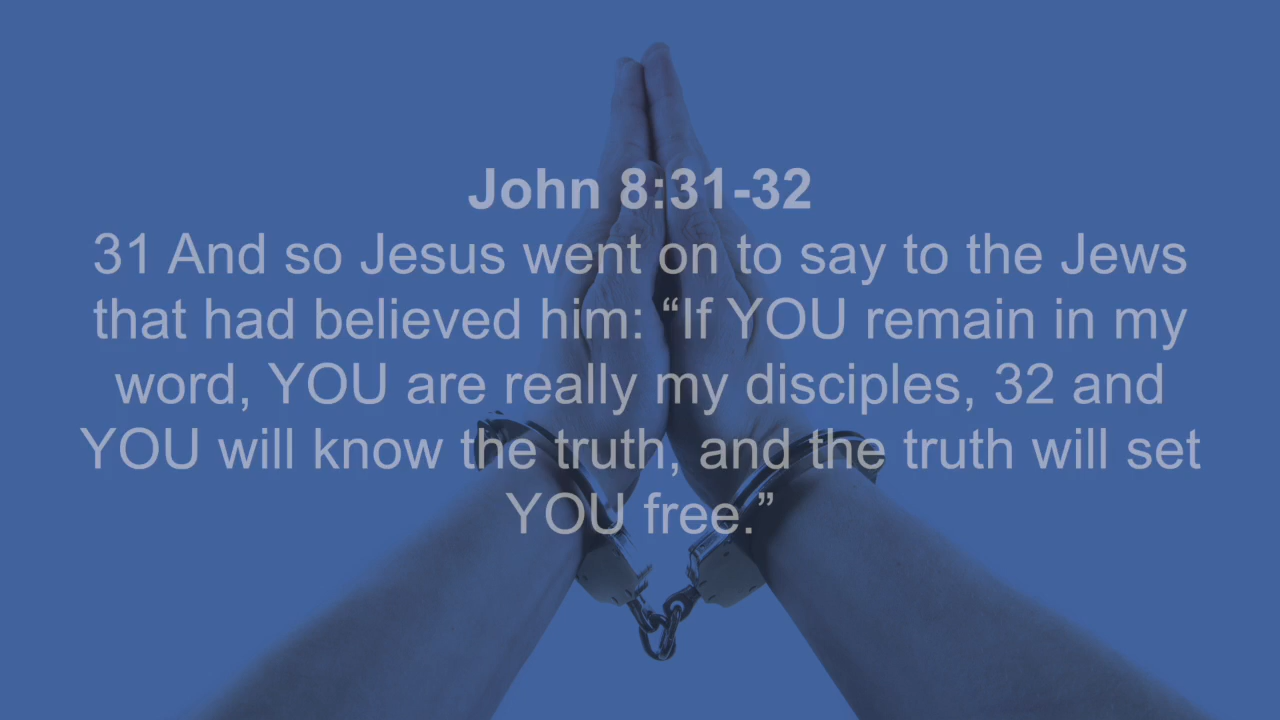 John 8:31-32
31 And so Jesus went on to say to the Jews
that had believed him: “If YOU remain in my
word, YOU are really my disciples, 32 and
YOU will know the truth, and the truth will set
YOU free.”